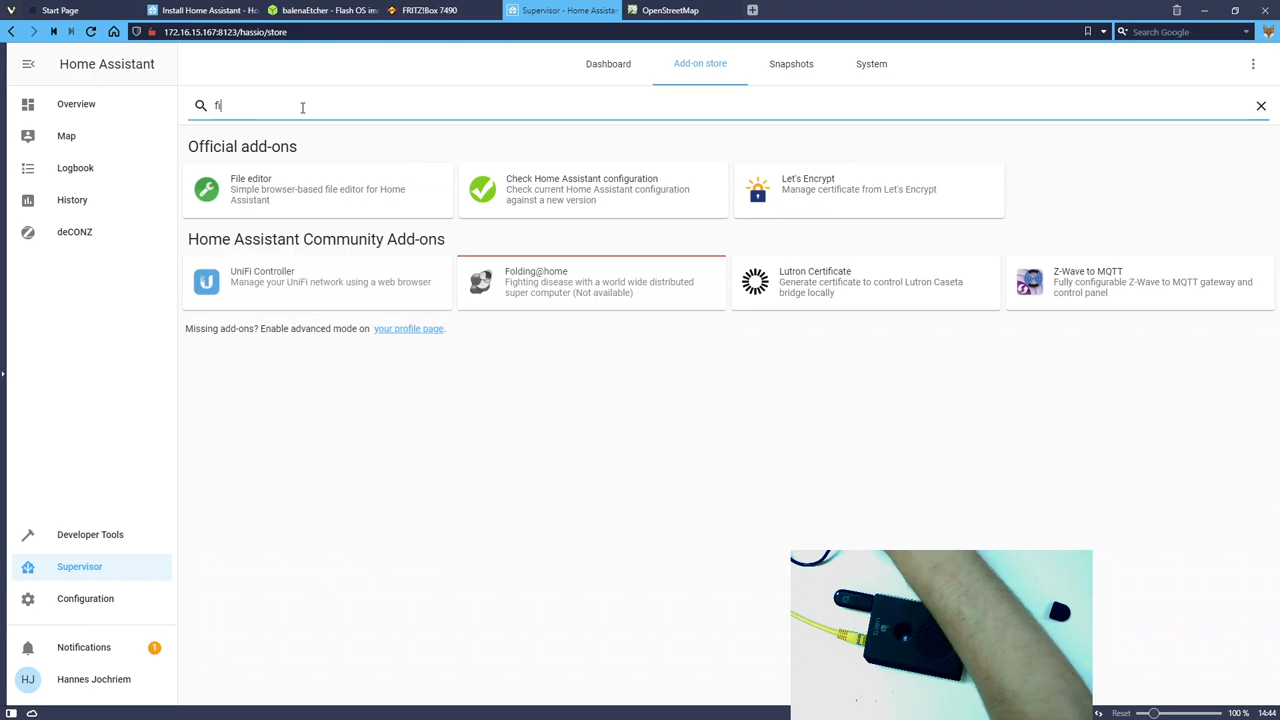 Start Page
Install Home Assistant - Ho
balenaEtcher - Flash OS im
FRITZ!Box 7490
Supervisor - Home Assista
OpenStreetMap
172.16.15.167:8123/hassio/store
Search Google
Home Assistant
Dashboard
Add-on store
Snapshots
System
Overview
Map
Logbook
History
deCONZ
fi
Official add-ons
File editor
Simple browser-based file editor for Home
Assistant
Check Home Assistant configuration
Check current Home Assistant configuration
against a new version
Let's Encrypt
Manage certificate from Let's Encrypt
Home Assistant Community Add-ons
UniFi Controller
Manage your UniFi network using a web browser
Folding@home
Fighting disease with a world wide distributed
super computer (Not available)
Lutron Certificate
Generate certificate to control Lutron Caseta
bridge locally
Z-Wave to MQTT
Fully configurable Z-Wave to MQTT gateway and
control panel
Missing add-ons? Enable advanced mode on your profile page.
Developer Tools
Supervisor
Configuration
Notifications
1
HJ
Hannes Jochriem
Reset
100 %
14:44